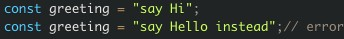 const greeting = "say Hi";
const greeting = "say Hello instead";// error